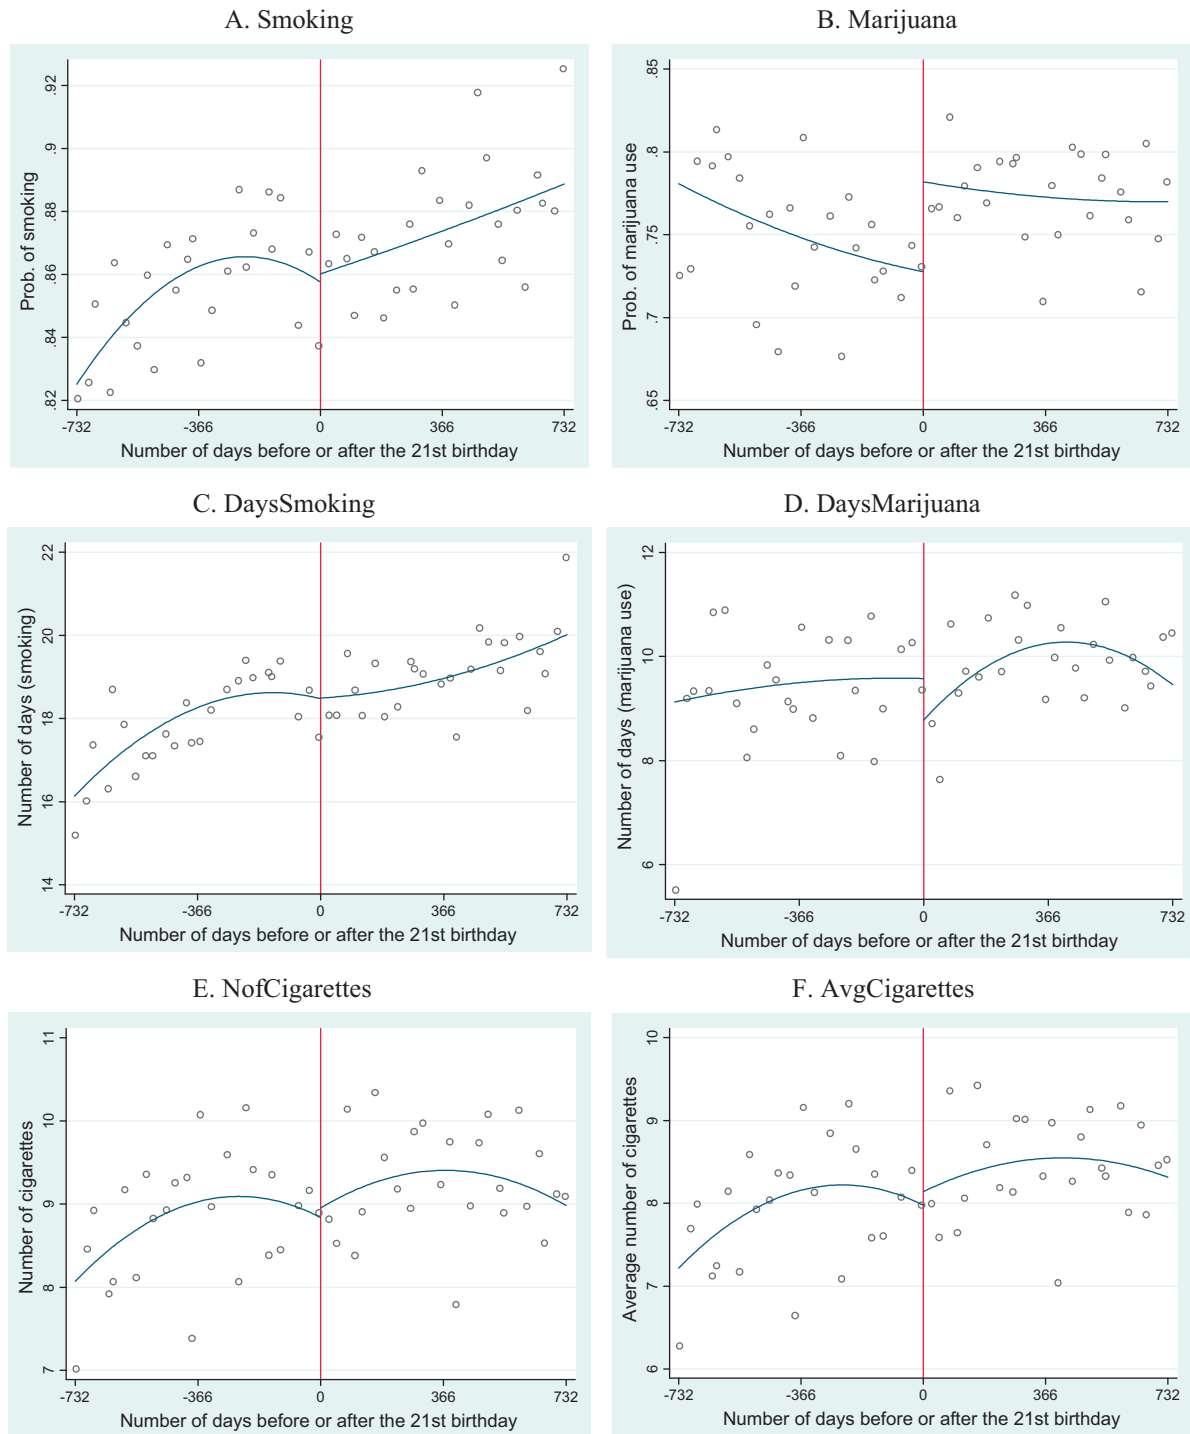 A. Smoking
Prob. of smoking
.92
.9
.88
.86
.84
.82
-732 -366 0 366 732
Number of days before or after the 21st birthday
B. Marijuana
Prob. of marijuana use
.85
.8
.75
.7
.65
-732 -366 0 366 732
Number of days before or after the 21st birthday
C. DaysSmoking
Number of days (smoking)
22
20
18
16
14
-732 -366 0 366 732
Number of days before or after the 21st birthday
D. DaysMarijuana
Number of days (marijuana use)
12
10
8
6
-732 -366 0 366 732
Number of days before or after the 21st birthday
E. NofCigarettes
Number of cigarettes
11
10
9
8
7
-732 -366 0 366 732
Number of days before or after the 21st birthday
F. AvgCigarettes
Average number of cigarettes
10
9
8
7
6
-732 -366 0 366 732
Number of days before or after the 21st birthday